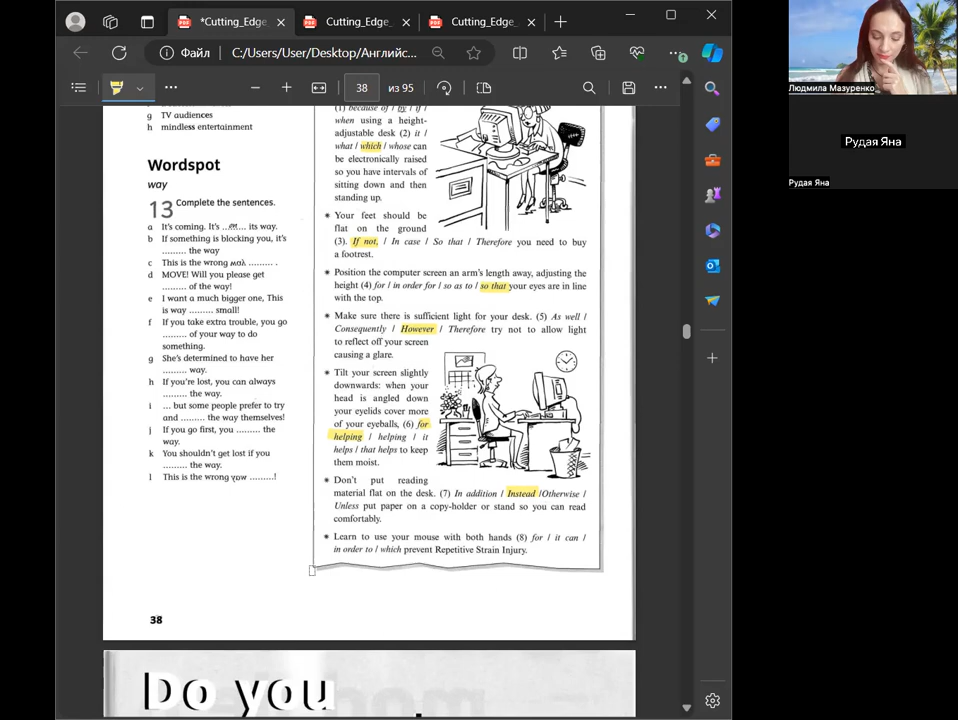 *Cutting_Edge_
Cutting_Edge_
Cutting_Edge_
Файл
C:/Users/User/Desktop/Английс...
38
из 95
g TV audiences
h mindless entertainment
Wordspot
way
13 Complete the sentences.
a It's coming. It's ......... its way.
b If something is blocking you, it's
......... the way
c This is the wrong ......... .
d MOVE! Will you please get
......... of the way!
e I want a much bigger one, This
is way ......... small!
f If you take extra trouble, you go
......... of your way to do
something.
g She's determined to have her
......... way.
h If you're lost, you can always
......... the way.
i ... but some people prefer to try
and ......... the way themselves!
j If you go first, you ......... the
way.
k You shouldn't get lost if you
......... the way.
l This is the wrong .........!
38
(1) because of / by / if /
when using a height-
adjustable desk (2) it /
what / which / whose can
be electronically raised
so you have intervals of
sitting down and then
standing up.
* Your feet should be
flat on the ground
(3). If not, / In case / So that / Therefore you need to buy
a footrest.
* Position the computer screen an arm's length away, adjusting the
height (4) for / in order for / so as to / so that your eyes are in line
with the top.
* Make sure there is sufficient light for your desk. (5) As well /
Consequently / However / Therefore try not to allow light
to reflect off your screen
causing a glare.
* Tilt your screen slightly
downwards: when your
head is angled down
your eyelids cover more
of your eyeballs, (6) for
helping / helping / it
helps / that helps to keep
them moist.
* Don't put reading
material flat on the desk. (7) In addition / Instead /Otherwise /
Unless put paper on a copy-holder or stand so you can read
comfortably.
* Learn to use your mouse with both hands (8) for / it can /
in order to / which prevent Repetitive Strain Injury.
Do you
Людмила Мазуренко
Рудая Яна
Рудая Яна